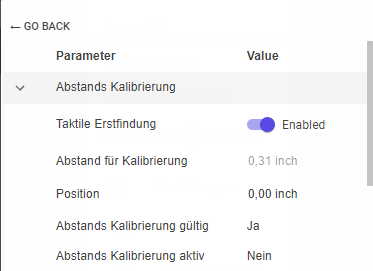 ← GO BACK
Parameter Value
Abstands Kalibrierung
Taktile Erstfindung Enabled
Abstand für Kalibrierung 0,31 inch
Position 0,00 inch
Abstands Kalibrierung gültig Ja
Abstands Kalibrierung aktiv Nein